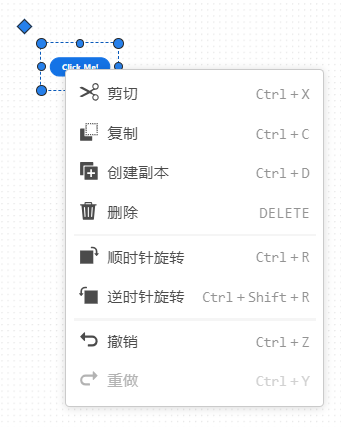 Click Me!
剪切 Ctrl+X
复制 Ctrl+C
创建副本 Ctrl+D
删除 DELETE
顺时针旋转 Ctrl+R
逆时针旋转 Ctrl+Shift+R
撤销 Ctrl+Z
重做 Ctrl+Y